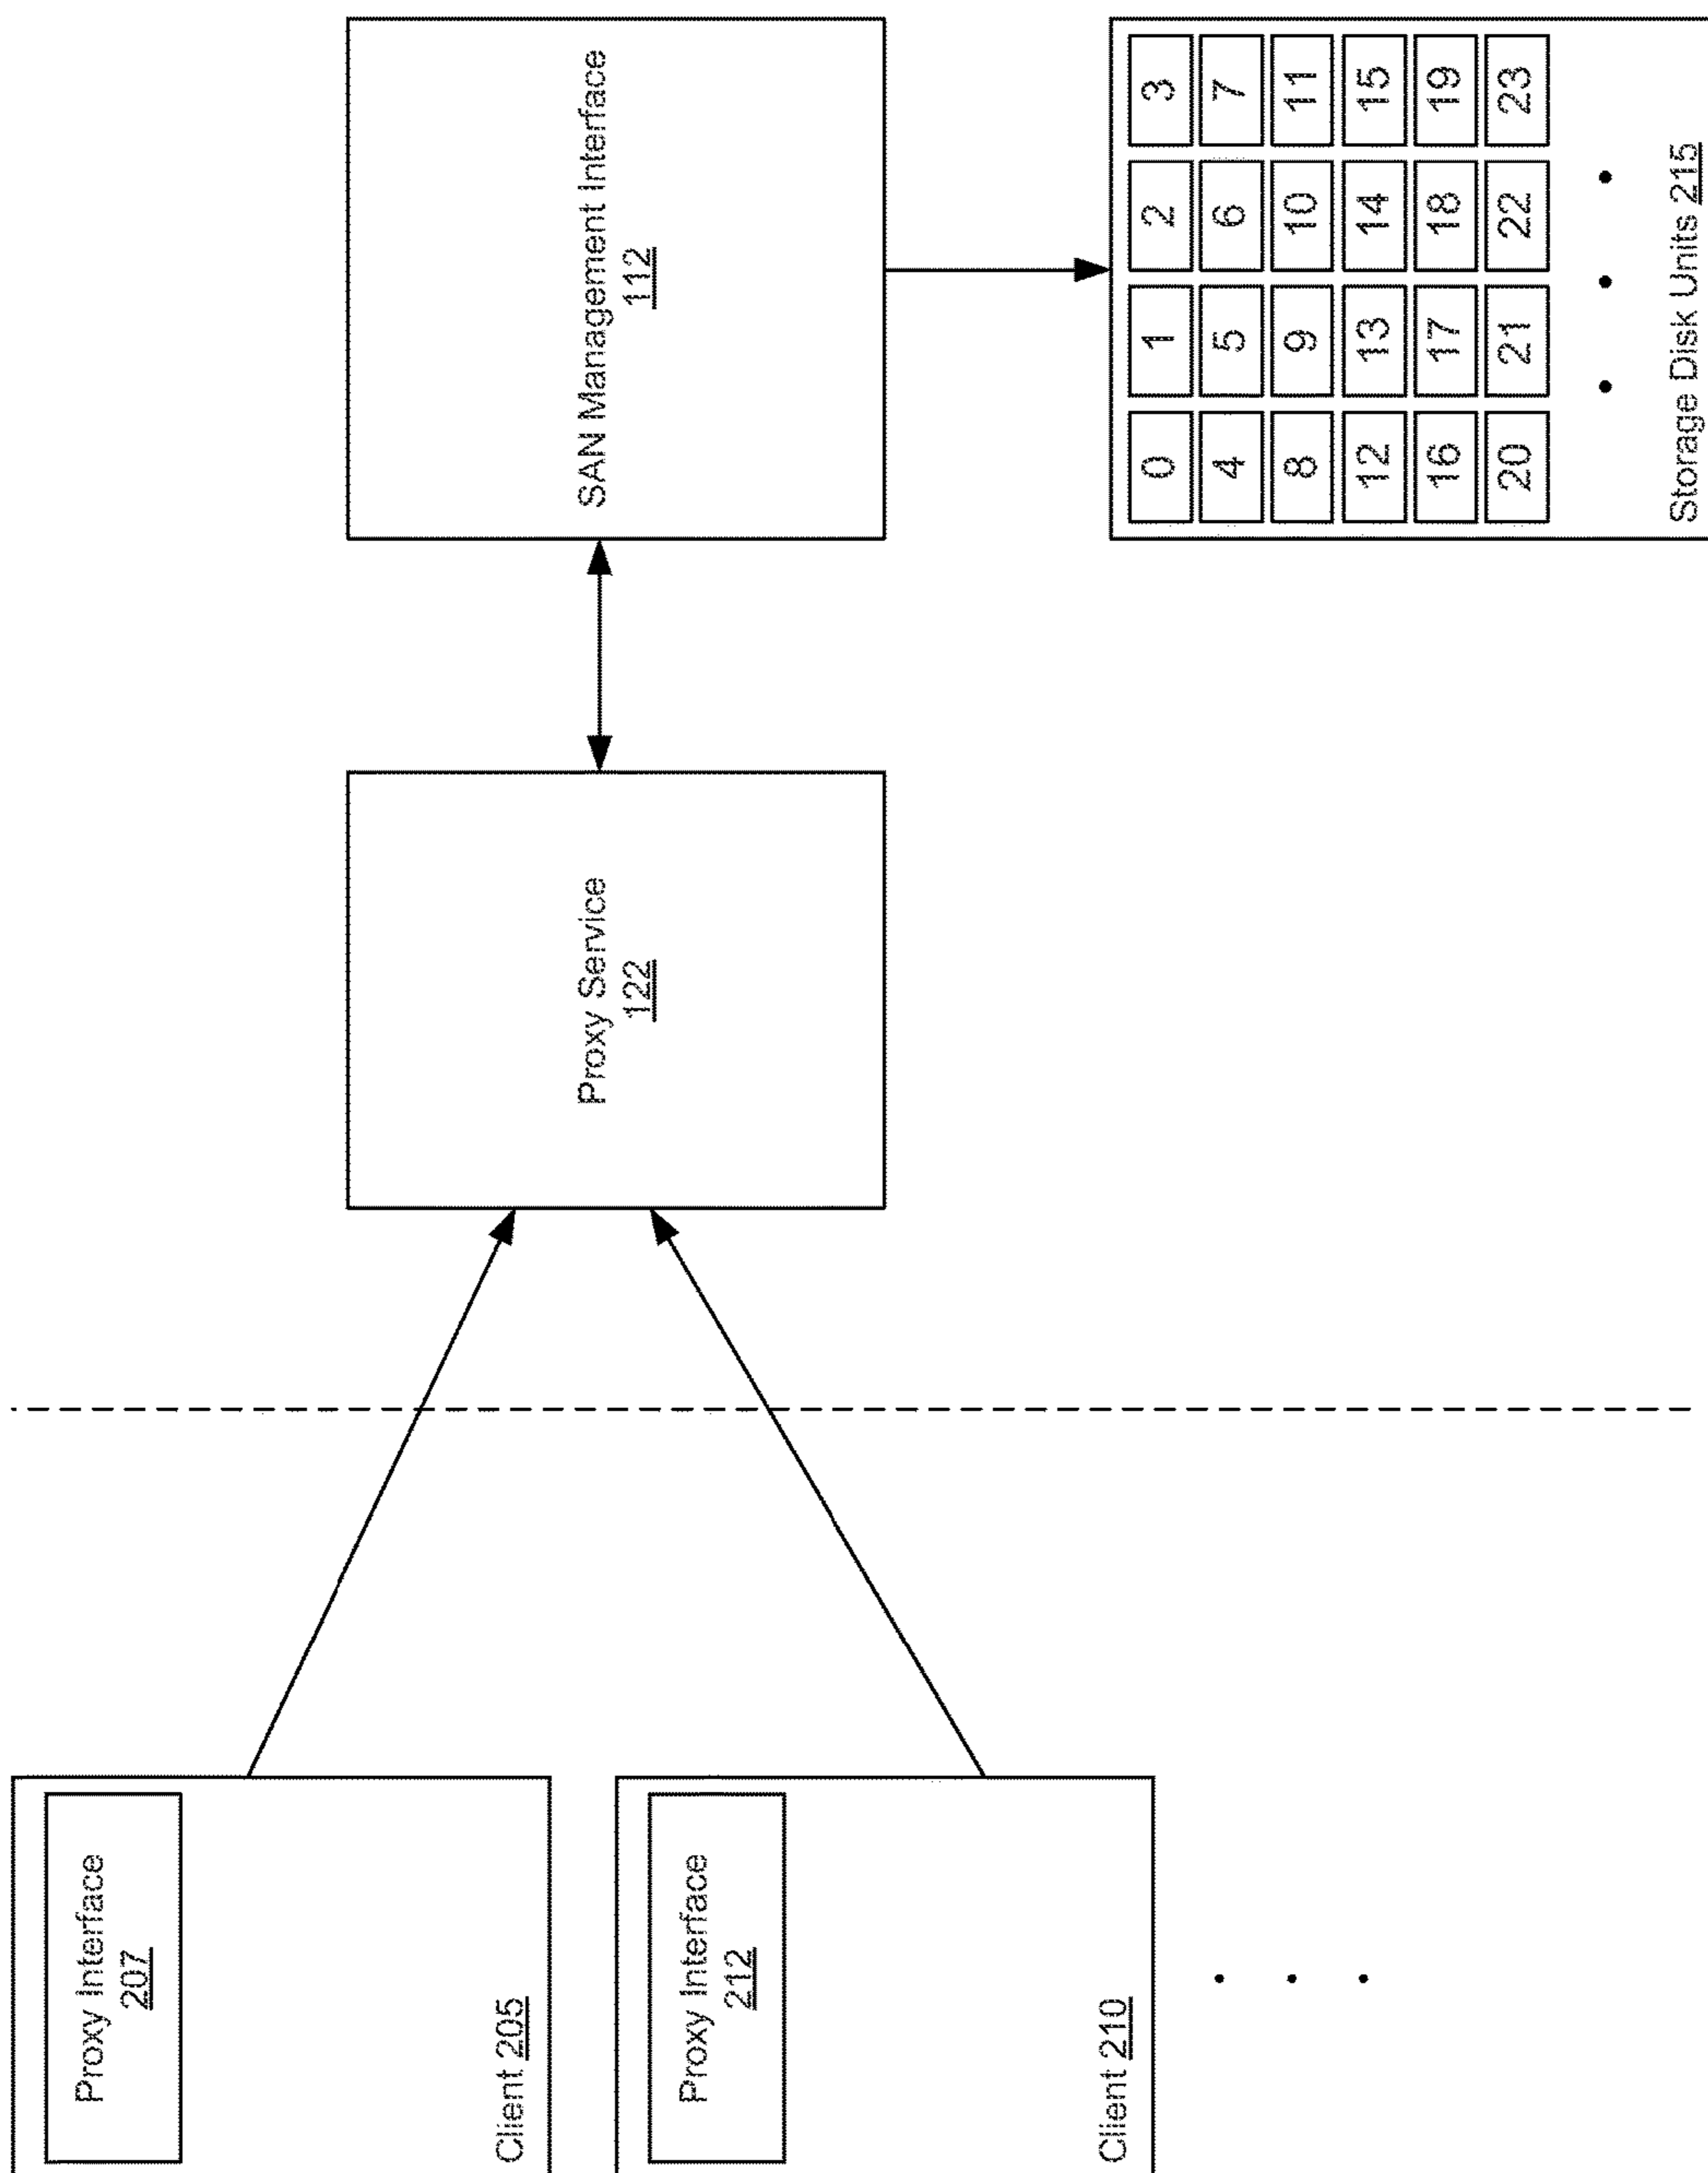 Proxy Interface
207
Client 205
Proxy Interface
212
Client 210
Proxy Service
122
SAN Management Interface
112
0 1 2 3
4 5 6 7
8 9 10 11
12 13 14 15
16 17 18 19
20 21 22 23
Storage Disk Units 215